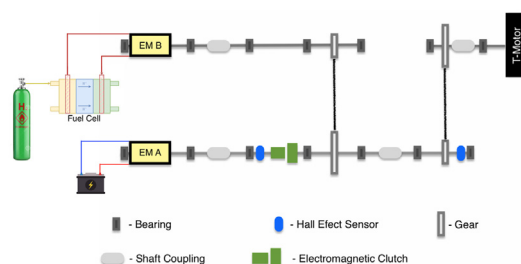 EM B
T-Motor
H
Fuel Cell
EM A
- Bearing
- Hall Efect Sensor
- Gear
- Shaft Coupling
- Electromagnetic Clutch